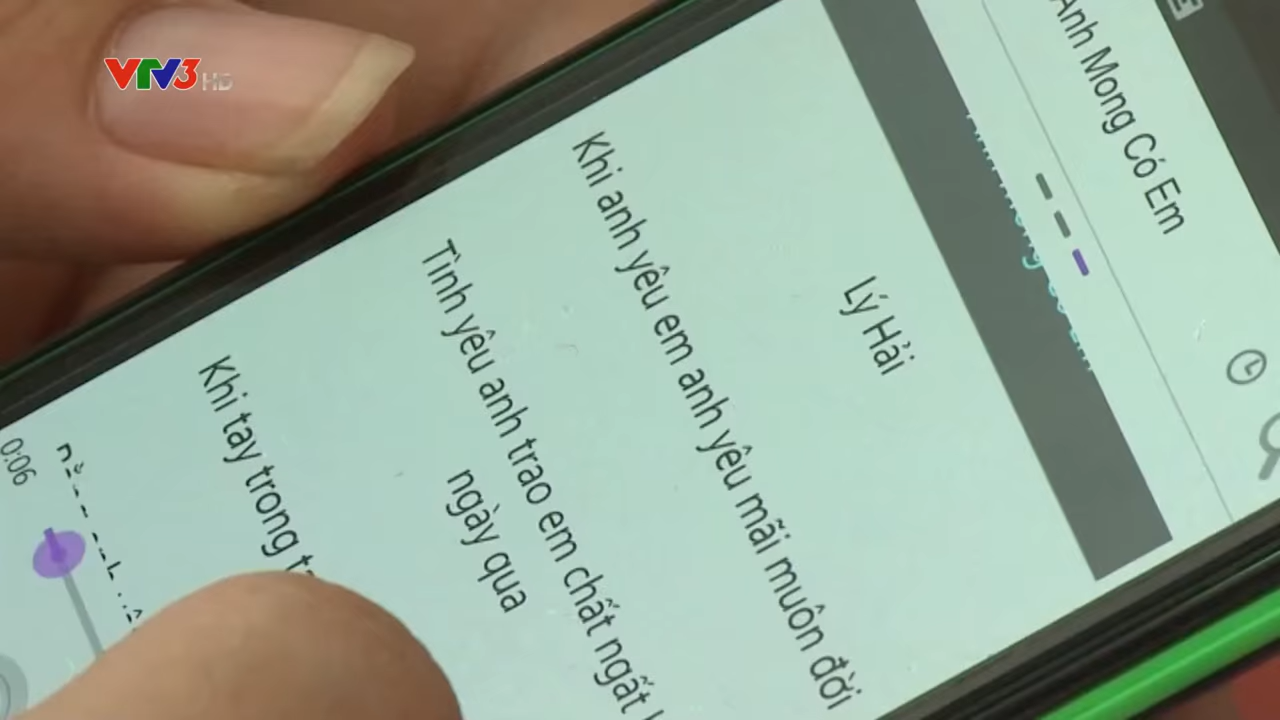 VTV3 HD
Anh Mong Có Em
Lý Hải
Khi anh yêu em anh yêu mãi muôn đời
Tình yêu anh trao em chất ngất
ngày qua
Khi tay trong
0:06